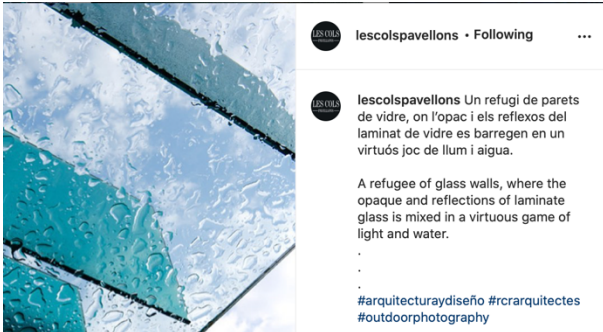 LES COLS
PAVELLONS
lescolspavellons • Following
...
LES COLS
PAVELLONS
lescolspavellons Un refugi de parets
de vidre, on l'opac i els reflexos del
laminat de vidre es barregen en un
virtuós joc de llum i aigua.
A refugee of glass walls, where the
opaque and reflections of laminate
glass is mixed in a virtuous game of
light and water.
.
.
.
#arquitecturaydiseño #rcrarquitectes
#outdoorphotography